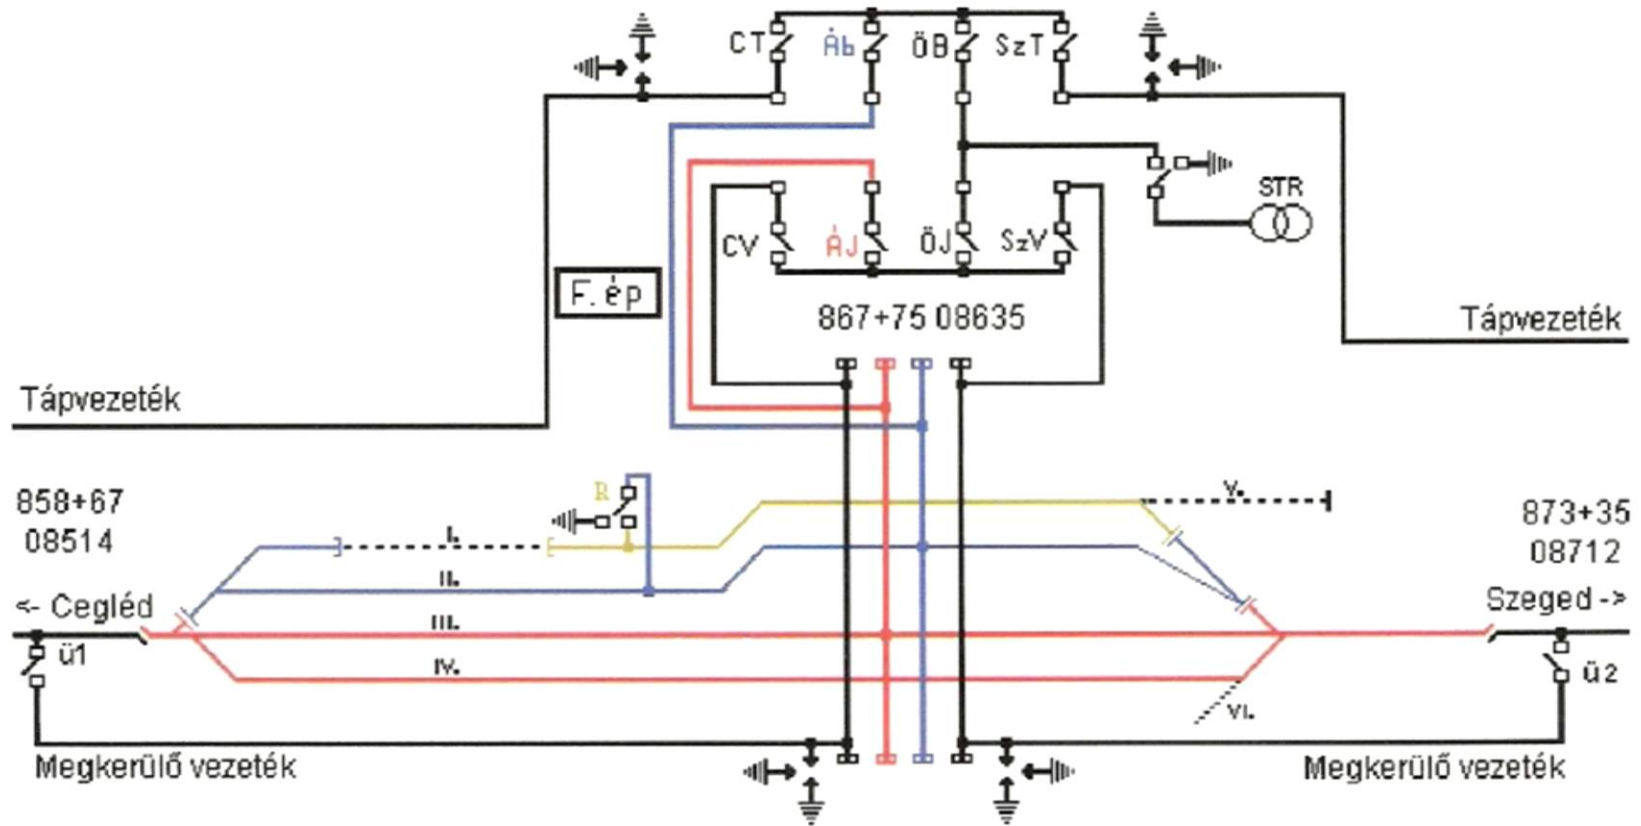 CT Áb ÖB SzT
STR
CV ÁJ ÖJ SzV
F. ép
867+75 08635
Tápvezeték
Tápvezeték
858+67
08514
<- Cegléd
R
I.
II.
III.
IV.
V.
VI.
873+35
08712
Szeged ->
ü1
ü2
Megkerülő vezeték
Megkerülő vezeték